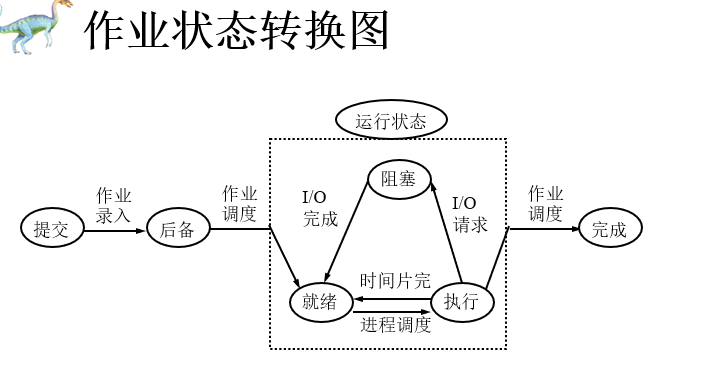 作业状态转换图
运行状态
阻塞
作业
录入
作业
调度
I/O
完成
I/O
请求
作业
调度
提交
后备
完成
时间片完
就绪
执行
进程调度